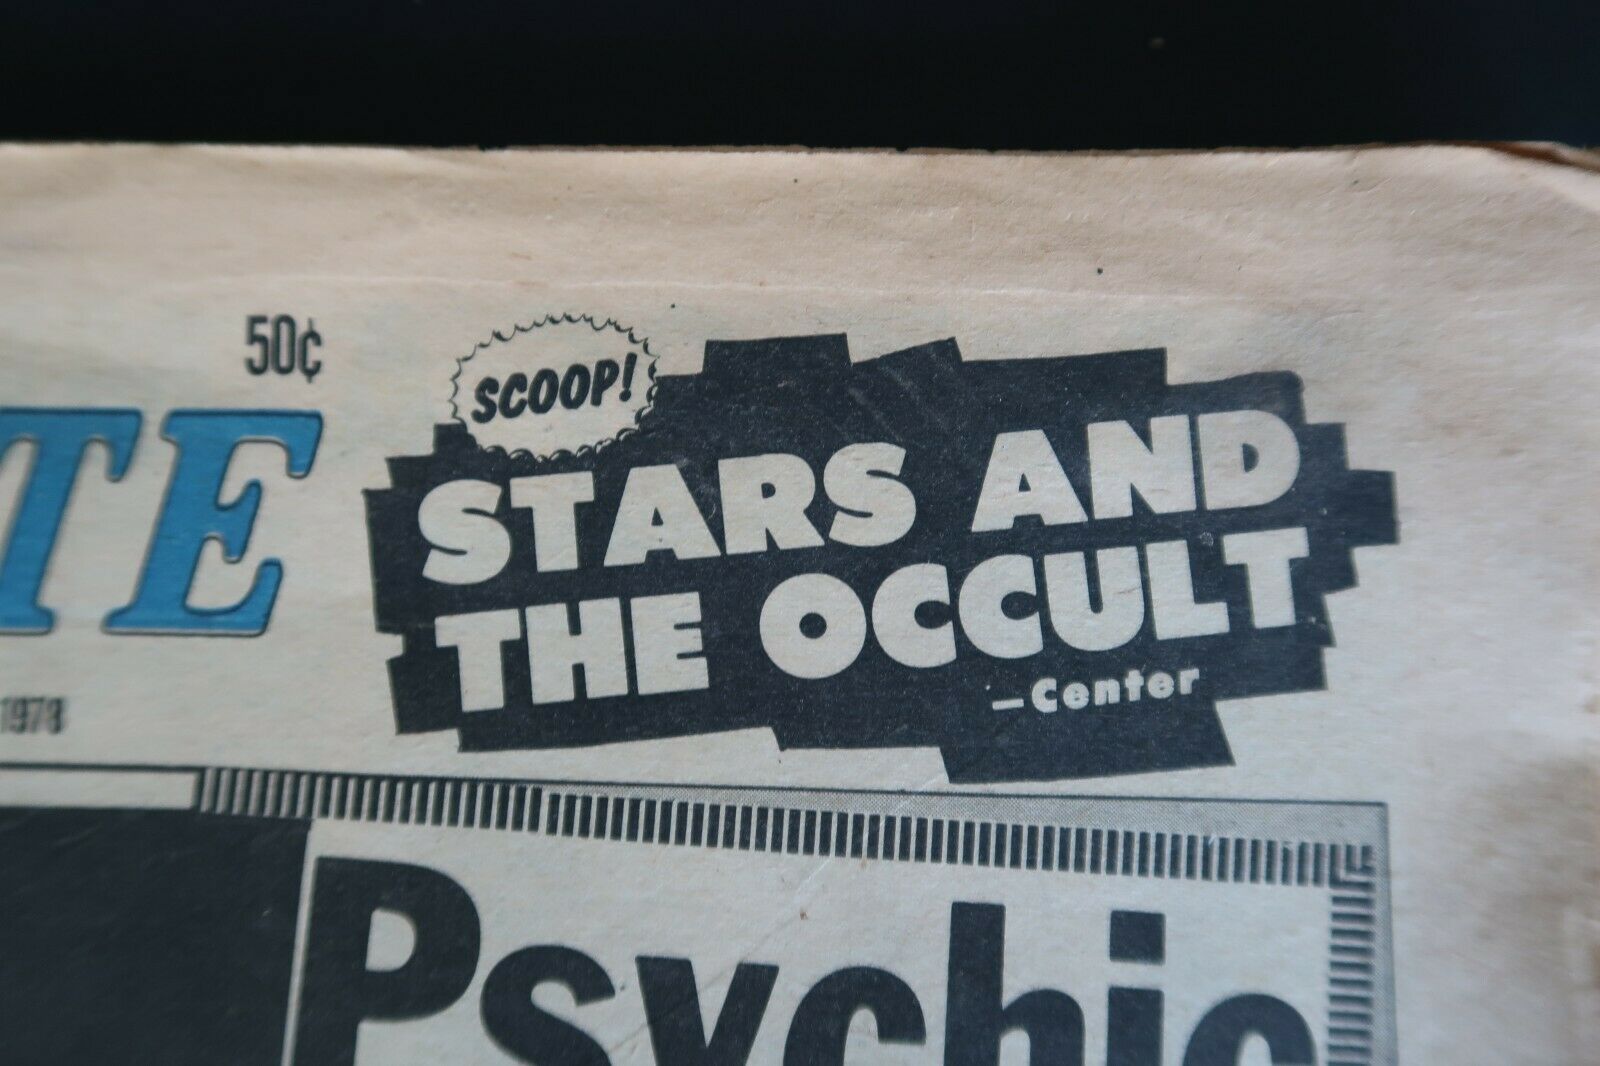 50¢
SCOOP!
TE
STARS AND
THE OCCULT
—Center
1978
Psychic